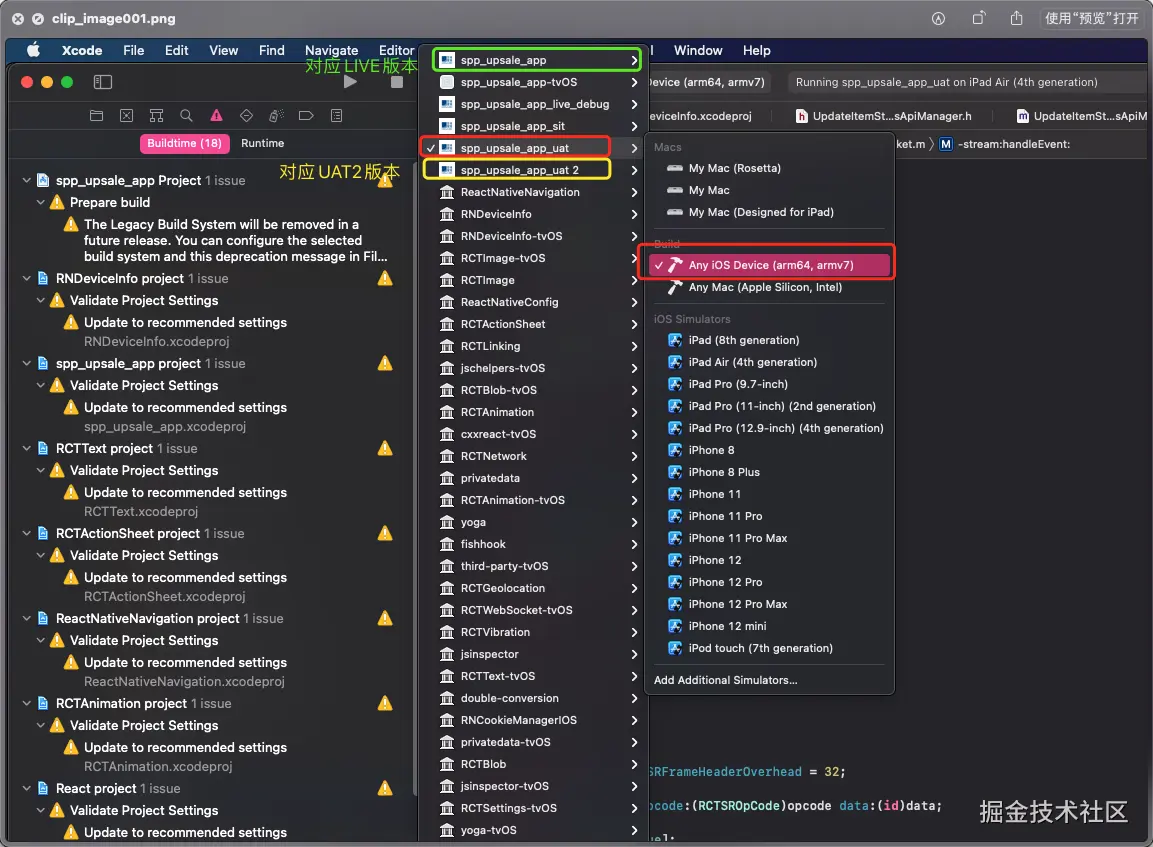 clip_image001.png
使用“预览”打开
Xcode File Edit View Find Navigate Editor Window Help
对应LIVE版本
Device (arm64, armv7)
Running spp_upsale_app_uat on iPad Air (4th generation)
UpdateItemSt...sApiManager.h
UpdateItemSt...sApiM
Buildtime (18) Runtime
-stream:handleEvent:
对应UAT2版本
spp_upsale_app Project 1 issue
Prepare build
The Legacy Build System will be removed in a
future release. You can configure the selected
build system and this deprecation message in Fil...
RNDeviceInfo project 1 issue
Validate Project Settings
Update to recommended settings
RNDeviceInfo.xcodeproj
spp_upsale_app project 1 issue
Validate Project Settings
Update to recommended settings
spp_upsale_app.xcodeproj
RCTText project 1 issue
Validate Project Settings
Update to recommended settings
RCTText.xcodeproj
RCTActionSheet project 1 issue
Validate Project Settings
Update to recommended settings
RCTActionSheet.xcodeproj
ReactNativeNavigation project 1 issue
Validate Project Settings
Update to recommended settings
ReactNativeNavigation.xcodeproj
RCTAnimation project 1 issue
Validate Project Settings
Update to recommended settings
RCTAnimation.xcodeproj
React project 1 issue
Validate Project Settings
Update to recommended settings
spp_upsale_app
spp_upsale_app-tvOS
spp_upsale_app_live_debug
spp_upsale_app_sit
spp_upsale_app_uat
spp_upsale_app_uat 2
ReactNativeNavigation
RNDeviceInfo
RNDeviceInfo-tvOS
RCTImage-tvOS
RCTImage
ReactNativeConfig
RCTActionSheet
RCTLinking
jschelpers-tvOS
RCTBlob-tvOS
RCTAnimation
cxxreact-tvOS
RCTNetwork
privatedata
RCTAnimation-tvOS
yoga
fishhook
third-party-tvOS
RCTGeolocation
RCTWebSocket-tvOS
RCTVibration
jsinspector
RCTText-tvOS
double-conversion
RNCookieManagerIOS
privatedata-tvOS
RCTBlob
jsinspector-tvOS
RCTSettings-tvOS
yoga-tvOS
Macs
My Mac (Rosetta)
My Mac
My Mac (Designed for iPad)
Build
Any iOS Device (arm64, armv7)
Any Mac (Apple Silicon, Intel)
iOS Simulators
iPad (8th generation)
iPad Air (4th generation)
iPad Pro (9.7-inch)
iPad Pro (11-inch) (2nd generation)
iPad Pro (12.9-inch) (4th generation)
iPhone 8
iPhone 8 Plus
iPhone 11
iPhone 11 Pro
iPhone 11 Pro Max
iPhone 12
iPhone 12 Pro
iPhone 12 Pro Max
iPhone 12 mini
iPod touch (7th generation)
Add Additional Simulators...
SRFrameHeaderOverhead = 32;
pcode:(RCTSROpCode)opcode data:(id)data;
掘金技术社区